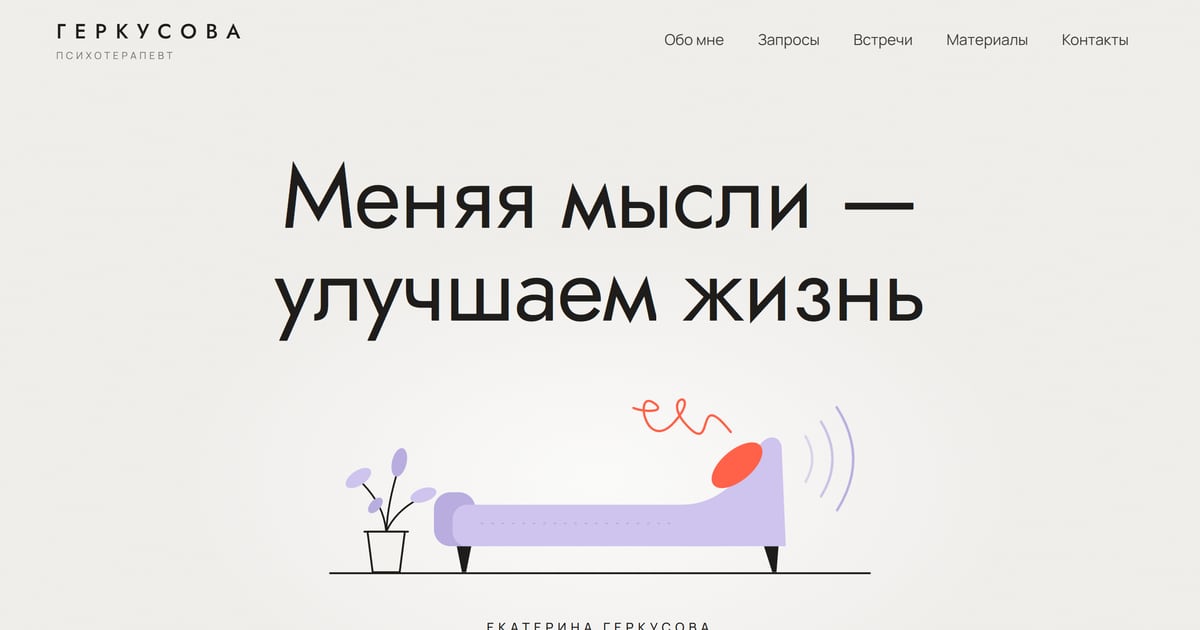 ГЕРКУСОВА
ПСИХОТЕРАПЕВТ
Обо мне Запросы Встречи Материалы Контакты
Меняя мысли —
улучшаем жизнь
ЕКАТЕРИНА ГЕРКУСОВА